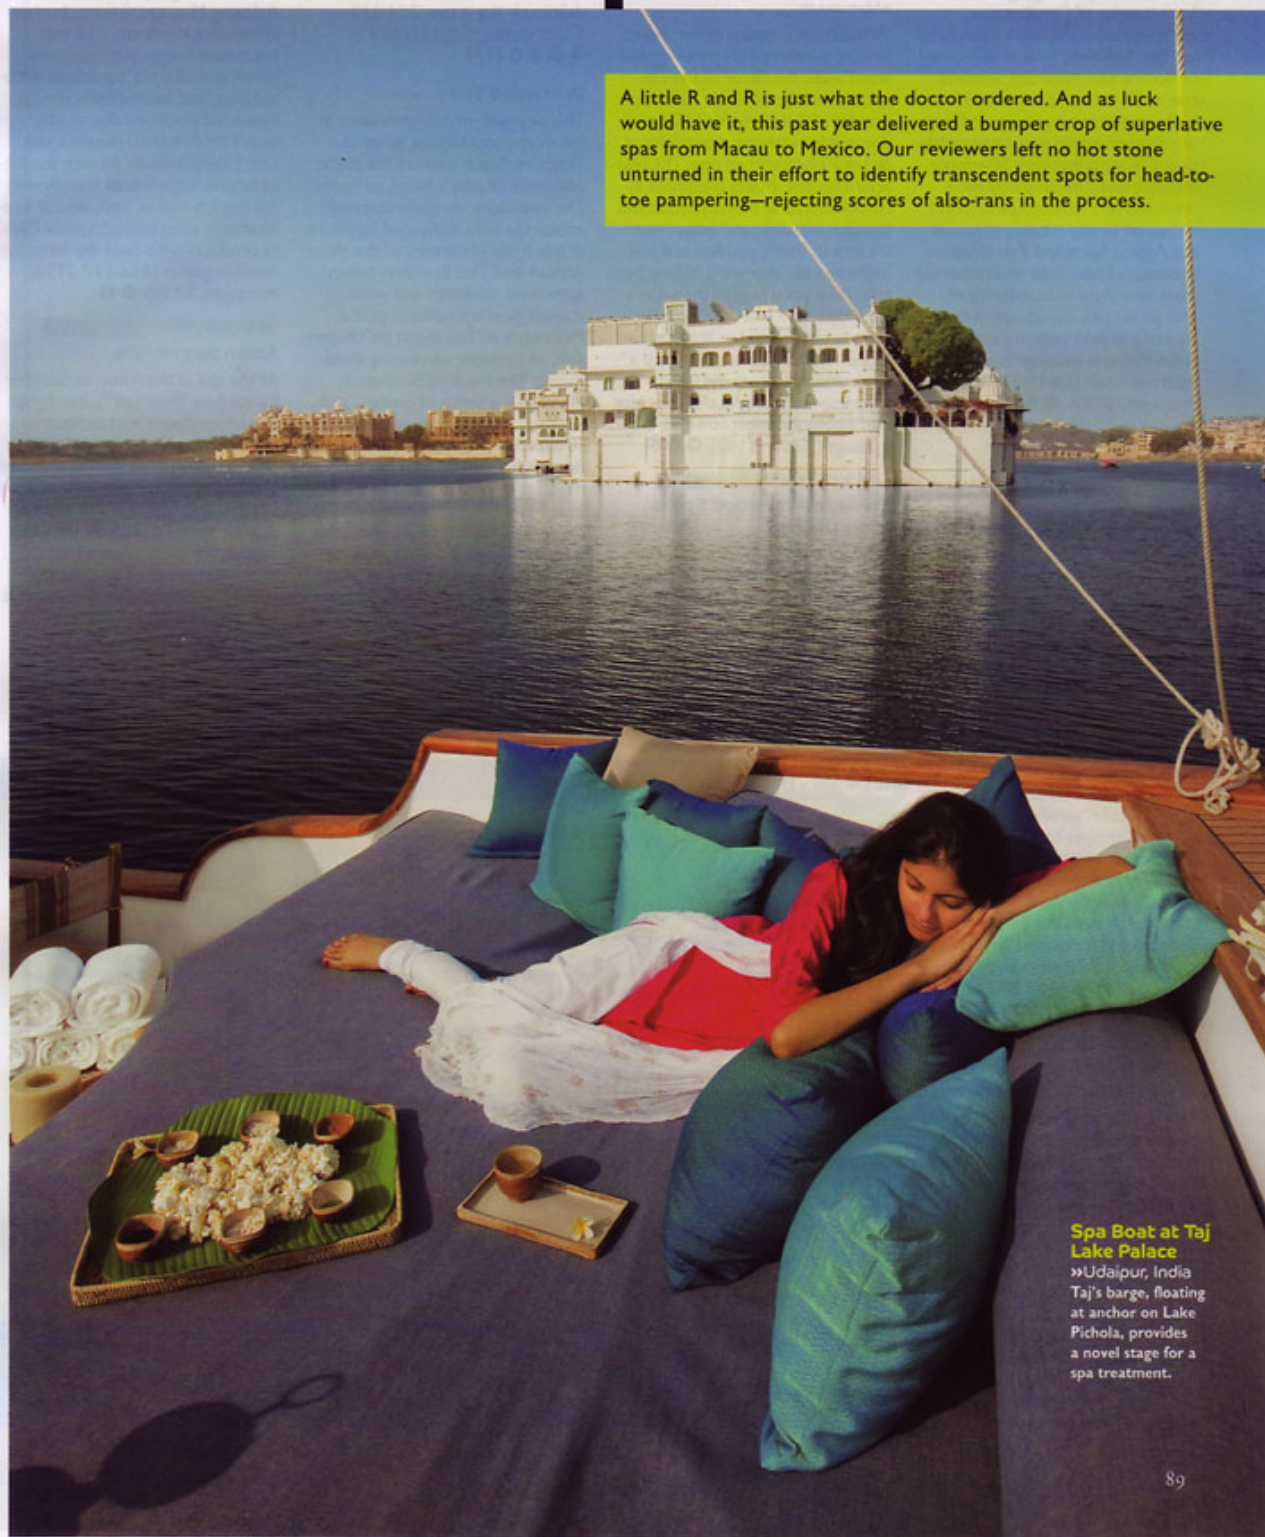 A little R and R is just what the doctor ordered. And as luck
would have it, this past year delivered a bumper crop of superlative
spas from Macau to Mexico. Our reviewers left no hot stone
unturned in their effort to identify transcendent spots for head-to-
toe pampering—rejecting scores of also-rans in the process.
Spa Boat at Taj
Lake Palace
»Udaipur, India
Taj's barge, floating
at anchor on Lake
Pichola, provides
a novel stage for a
spa treatment.
89